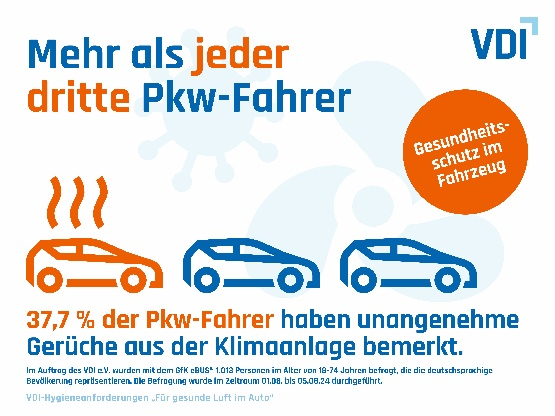 VDI
Mehr als jeder
dritte Pkw-Fahrer
Gesundheits-
schutz im
Fahrzeug
37,7 % der Pkw-Fahrer haben unangenehme
Gerüche aus der Klimaanlage bemerkt.
Im Auftrag des VDI e.V. wurden mit dem GfK eBUS® 1.013 Personen im Alter von 18-74 Jahren befragt, die die deutschsprachige
Bevölkerung repräsentieren. Die Befragung wurde im Zeitraum 01.08. bis 05.08.24 durchgeführt.
VDI-Hygieneanforderungen „Für gesunde Luft im Auto“